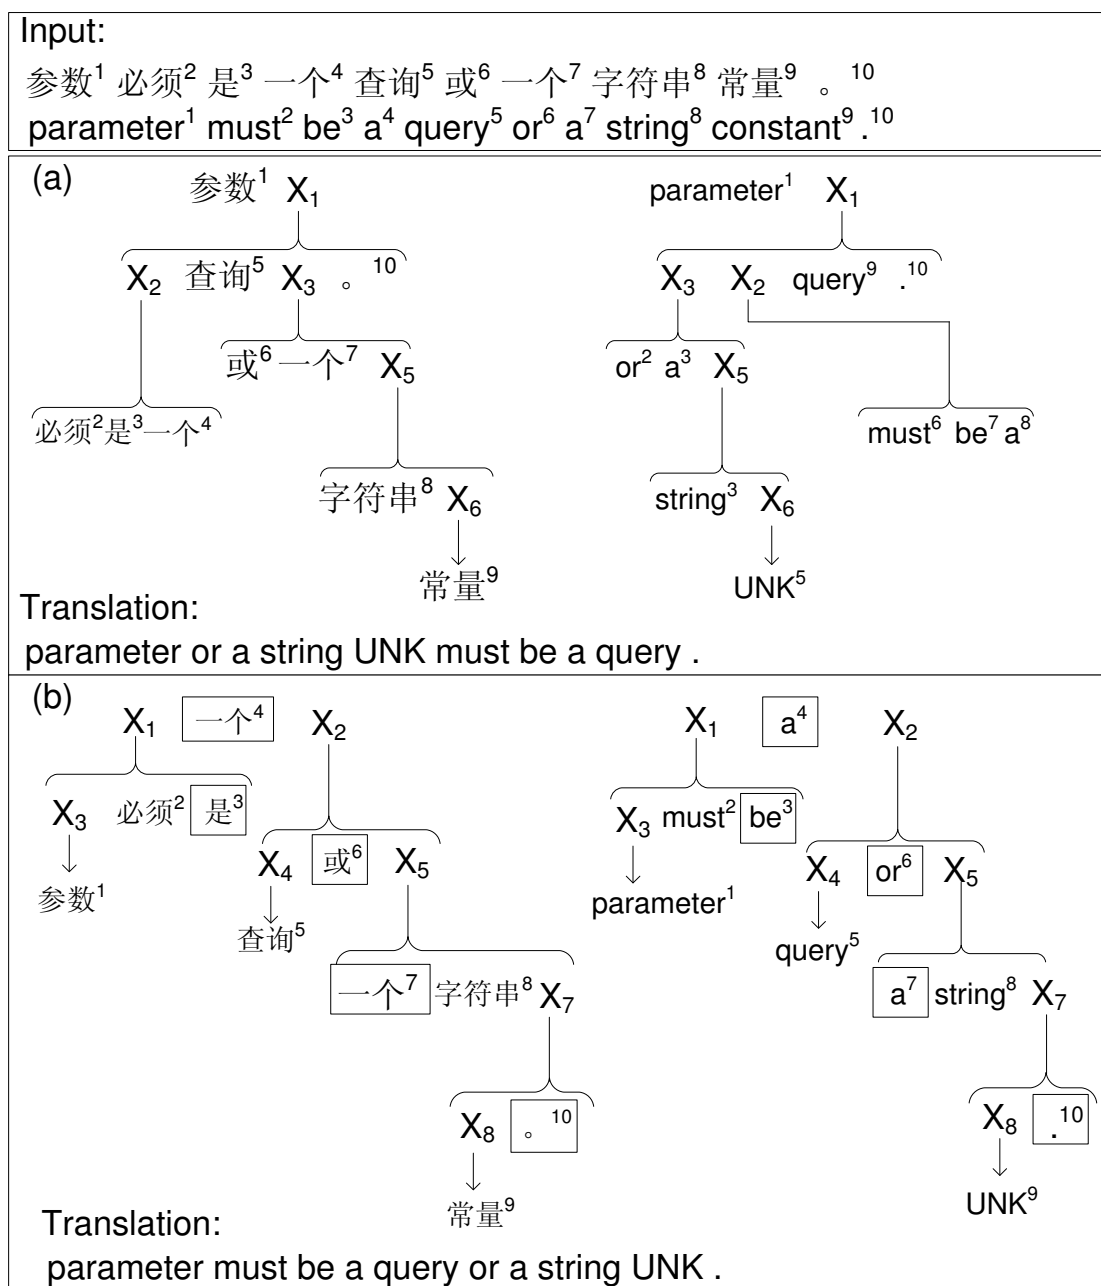 Input:
参数¹ 必须² 是³ 一个⁴ 查询⁵ 或⁶ 一个⁷ 字符串⁸ 常量⁹ 。¹⁰
parameter¹ must² be³ a⁴ query⁵ or⁶ a⁷ string⁸ constant⁹ .¹⁰
(a)
参数¹ X₁
X₂ 查询⁵ X₃ 。¹⁰
或⁶ 一个⁷ X₅
必须²是³一个⁴
字符串⁸ X₆
常量⁹
parameter¹ X₁
X₃ X₂ query⁹ .¹⁰
or² a³ X₅
must⁶ be⁷ a⁸
string³ X₆
UNK⁵
Translation:
parameter or a string UNK must be a query .
(b)
X₁ 一个⁴ X₂
X₃ 必须² 是³
X₄ 或⁶ X₅
参数¹
查询⁵
一个⁷ 字符串⁸ X₇
X₈ 。¹⁰
常量⁹
X₁ a⁴ X₂
X₃ must² be³
X₄ or⁶ X₅
parameter¹
query⁵
a⁷ string⁸ X₇
X₈ .¹⁰
UNK⁹
Translation:
parameter must be a query or a string UNK .